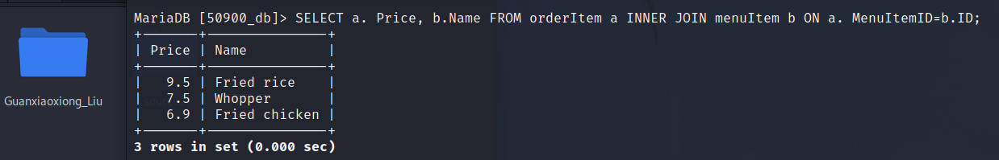 MariaDB [50900_db]> SELECT a. Price, b.Name FROM orderItem a INNER JOIN menuItem b ON a. MenuItemID=b.ID;
+-------+---------------+
| Price | Name          |
+-------+---------------+
|   9.5 | Fried rice    |
|   7.5 | Whopper       |
|   6.9 | Fried chicken |
+-------+---------------+
3 rows in set (0.000 sec)
Guanxiaoxiong_Liu